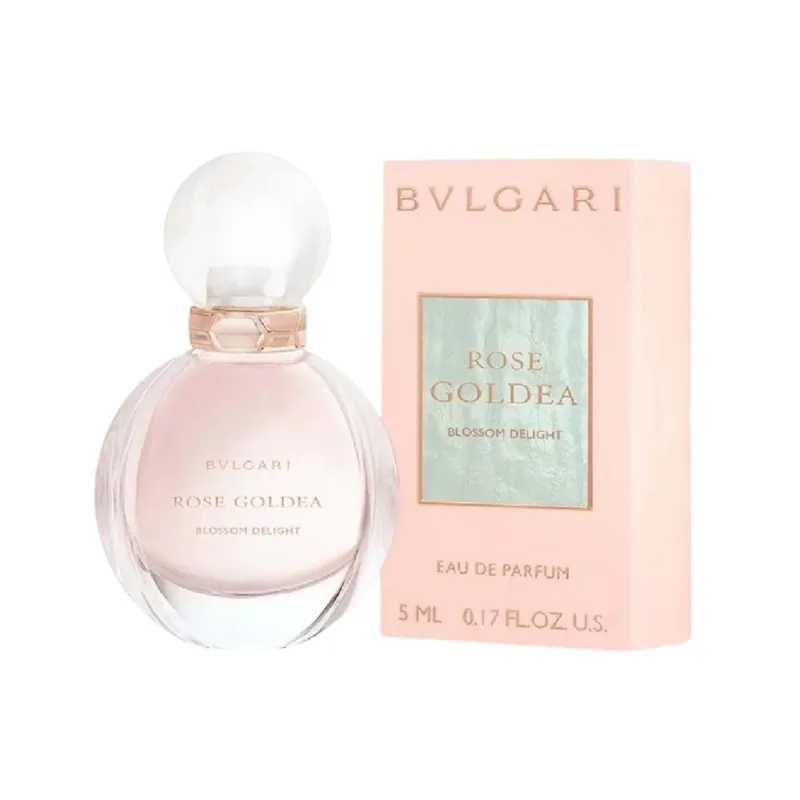 BVLGARI
ROSE GOLDEA
BLOSSOM DELIGHT
BVLGARI
ROSE
GOLDEA
BLOSSOM DELIGHT
EAU DE PARFUM
5 ML 0.17 FL.OZ. U.S.